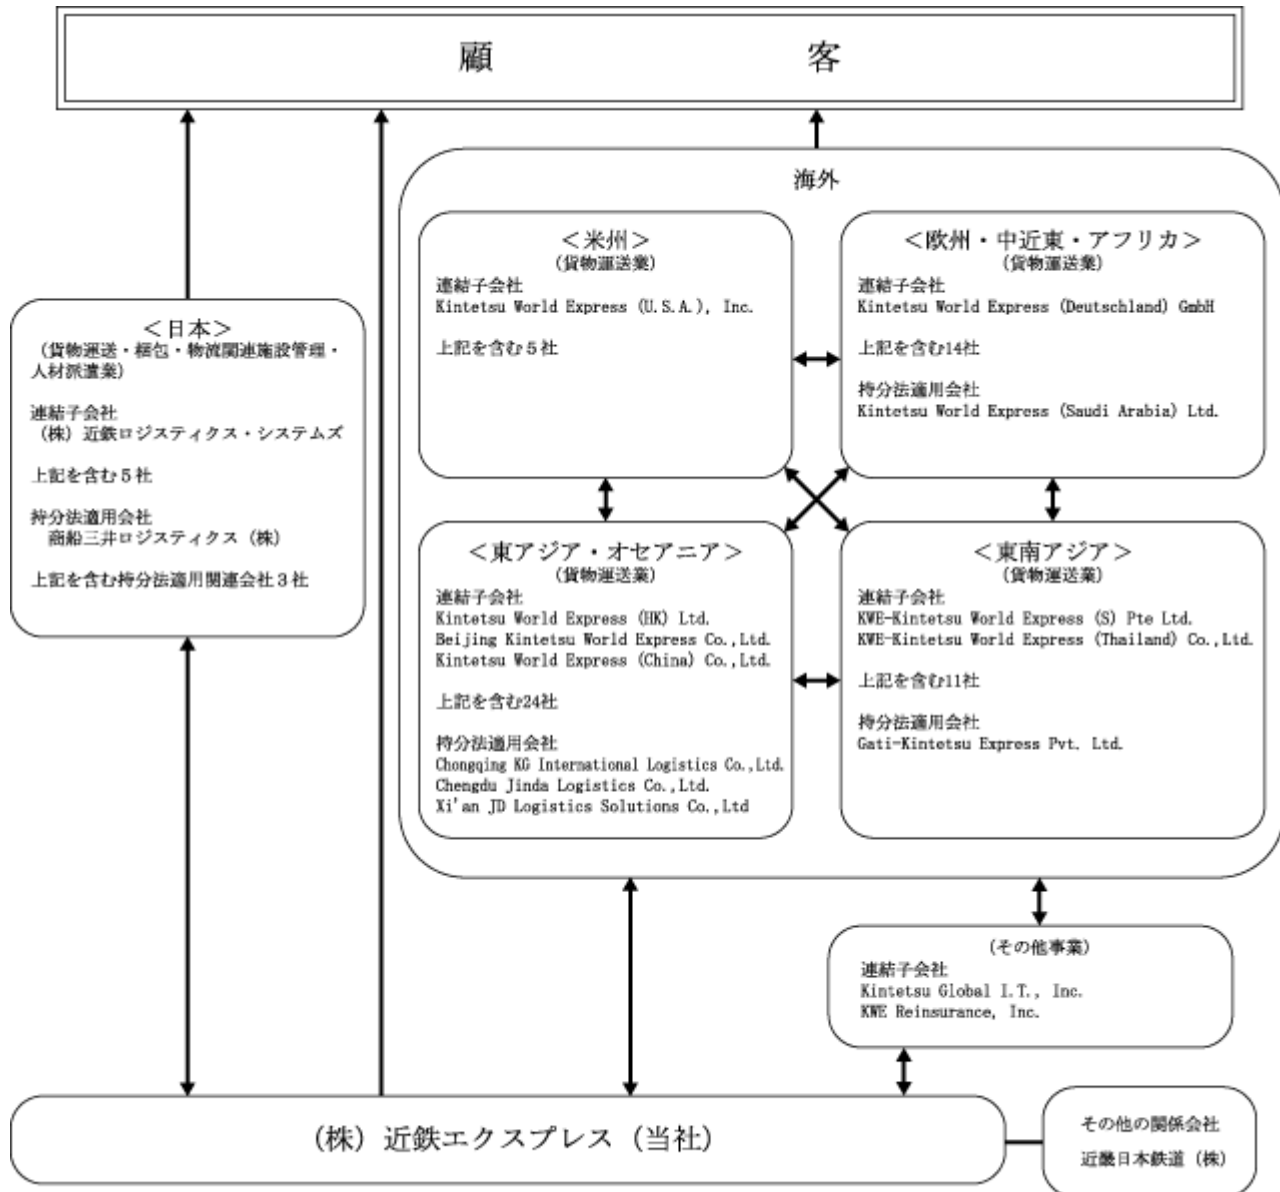 顧客
海外
＜米州＞
(貨物運送業)
連結子会社
Kintetsu World Express (U.S.A.), Inc.
上記を含む５社
＜欧州・中近東・アフリカ＞
(貨物運送業)
連結子会社
Kintetsu World Express (Deutschland) GmbH
上記を含む14社
持分法適用会社
Kintetsu World Express (Saudi Arabia) Ltd.
＜日本＞
(貨物運送・梱包・物流関連施設管理・
人材派遣業)
連結子会社
(株) 近鉄ロジスティクス・システムズ
上記を含む５社
持分法適用会社
商船三井ロジスティクス (株)
上記を含む持分法適用関連会社３社
＜東アジア・オセアニア＞
(貨物運送業)
連結子会社
Kintetsu World Express (HK) Ltd.
Beijing Kintetsu World Express Co.,Ltd.
Kintetsu World Express (China) Co.,Ltd.
上記を含む24社
持分法適用会社
Chongqing KG International Logistics Co.,Ltd.
Chengdu Jinda Logistics Co.,Ltd.
Xi'an JD Logistics Solutions Co.,Ltd
＜東南アジア＞
(貨物運送業)
連結子会社
KWE-Kintetsu World Express (S) Pte Ltd.
KWE-Kintetsu World Express (Thailand) Co.,Ltd.
上記を含む11社
持分法適用会社
Gati-Kintetsu Express Pvt. Ltd.
(その他事業)
連結子会社
Kintetsu Global I.T., Inc.
KWE Reinsurance, Inc.
(株) 近鉄エクスプレス (当社)
その他の関係会社
近畿日本鉄道 (株)